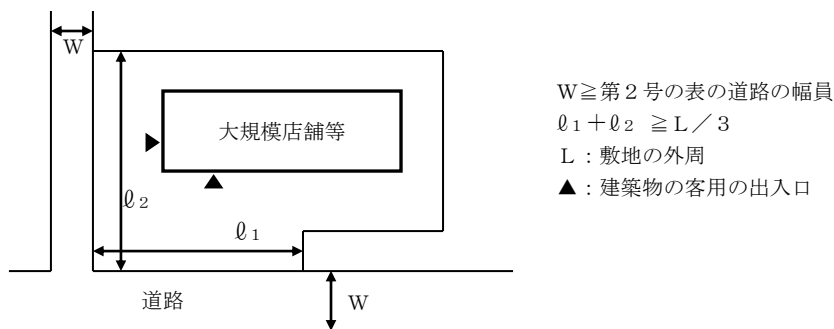 W
大規模店舗等
ℓ2
ℓ1
道路
W
W≧第2号の表の道路の幅員
ℓ1+ℓ2 ≧L/3
L:敷地の外周
▲:建築物の客用の出入口